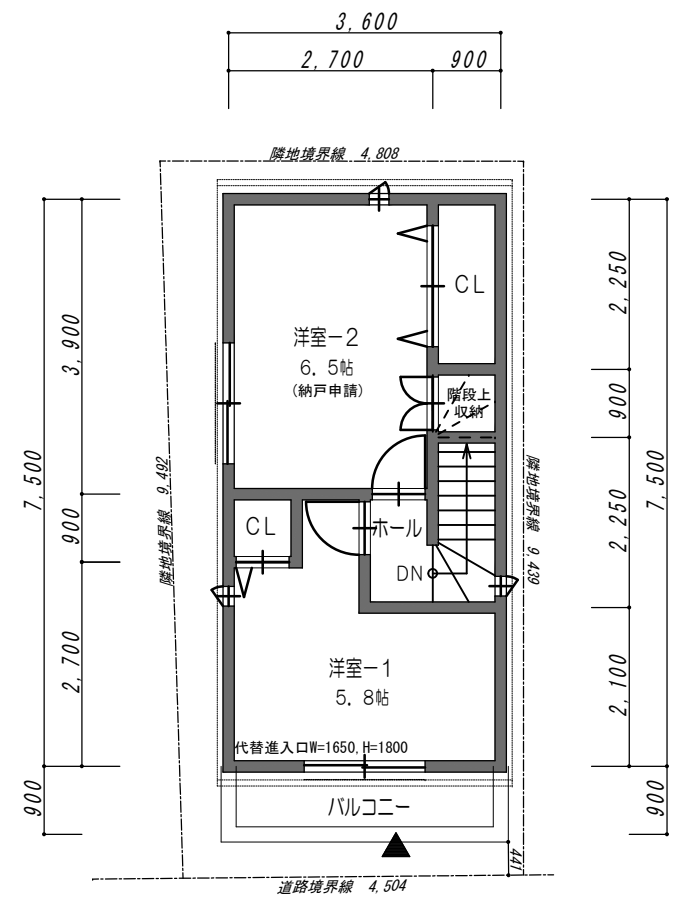 3,600
2,700
900
隣地境界線 4,808
7,500
3,900
900
2,700
900
隣地境界線 9,492
洋室－2
6.5帖
(納戸申請)
CL
階段上
収納
CL
ホール
DN
洋室－1
5.8帖
代替進入口W=1650,H=1800
バルコニー
隣地境界線 9,439
2,250
900
2,250
2,100
7,500
900
441
道路境界線 4,504